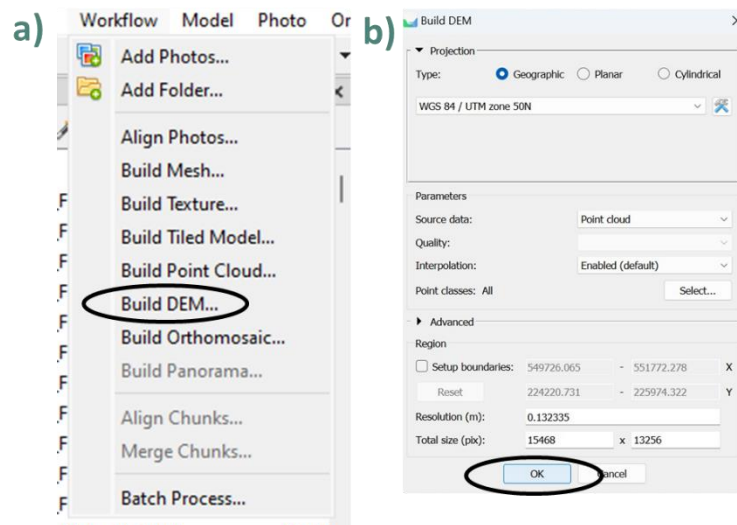 a)
Workflow Model Photo Or
Add Photos...
Add Folder...
Align Photos...
Build Mesh...
Build Texture...
Build Tiled Model...
Build Point Cloud...
Build DEM...
Build Orthomosaic...
Build Panorama...
Align Chunks...
Merge Chunks...
Batch Process...
F
F
F
F
F
F
F
F
F
F
F
b)
Build DEM
Projection
Type: Geographic Planar Cylindrical
WGS 84 / UTM zone 50N
Parameters
Source data: Point cloud
Quality:
Interpolation: Enabled (default)
Point classes: All Select...
Advanced
Region
Setup boundaries: 549726.065 - 551772.278 X
Reset 224220.731 - 225974.322 Y
Resolution (m): 0.132335
Total size (pix): 15468 x 13256
OK Cancel